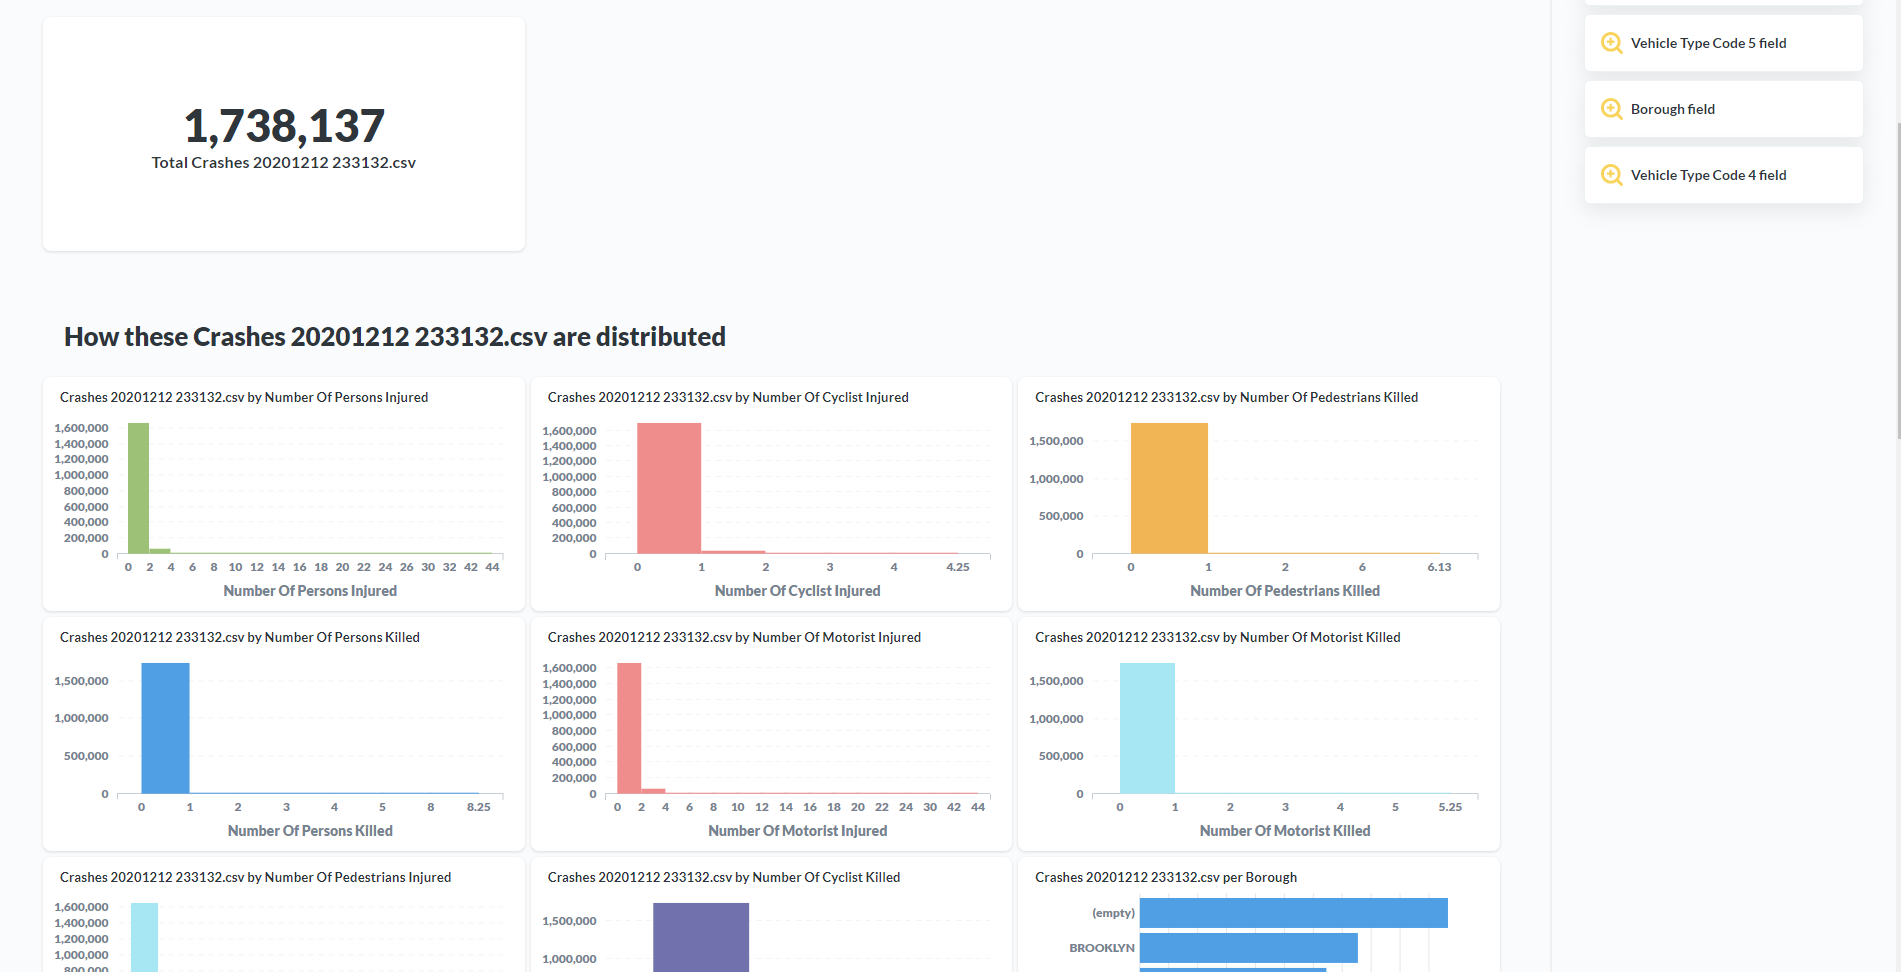 1,738,137
Total Crashes 20201212 233132.csv
Vehicle Type Code 5 field
Borough field
Vehicle Type Code 4 field
How these Crashes 20201212 233132.csv are distributed
Crashes 20201212 233132.csv by Number Of Persons Injured
1,600,000
1,400,000
1,200,000
1,000,000
800,000
600,000
400,000
200,000
0
0 2 4 6 8 10 12 14 16 18 20 22 24 26 30 32 42 44
Number Of Persons Injured
Crashes 20201212 233132.csv by Number Of Cyclist Injured
1,600,000
1,400,000
1,200,000
1,000,000
800,000
600,000
400,000
200,000
0
0 1 2 3 4 4.25
Number Of Cyclist Injured
Crashes 20201212 233132.csv by Number Of Pedestrians Killed
1,500,000
1,000,000
500,000
0
0 1 2 6 6.13
Number Of Pedestrians Killed
Crashes 20201212 233132.csv by Number Of Persons Killed
1,500,000
1,000,000
500,000
0
0 1 2 3 4 5 8 8.25
Number Of Persons Killed
Crashes 20201212 233132.csv by Number Of Motorist Injured
1,600,000
1,400,000
1,200,000
1,000,000
800,000
600,000
400,000
200,000
0
0 2 4 6 8 10 12 14 16 18 20 22 24 30 42 44
Number Of Motorist Injured
Crashes 20201212 233132.csv by Number Of Motorist Killed
1,500,000
1,000,000
500,000
0
0 1 2 3 4 5 5.25
Number Of Motorist Killed
Crashes 20201212 233132.csv by Number Of Pedestrians Injured
1,600,000
1,400,000
1,200,000
1,000,000
800,000
Crashes 20201212 233132.csv by Number Of Cyclist Killed
1,500,000
1,000,000
Crashes 20201212 233132.csv per Borough
(empty)
BROOKLYN